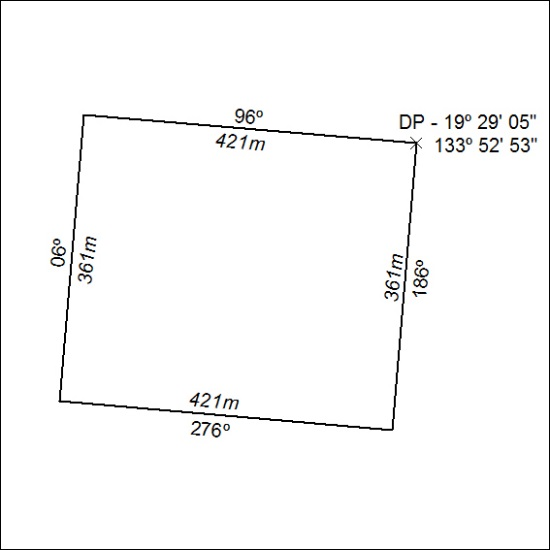 96º
421m
DP - 19º 29' 05"
133º 52' 53"
06º
361m
361m
186º
421m
276º